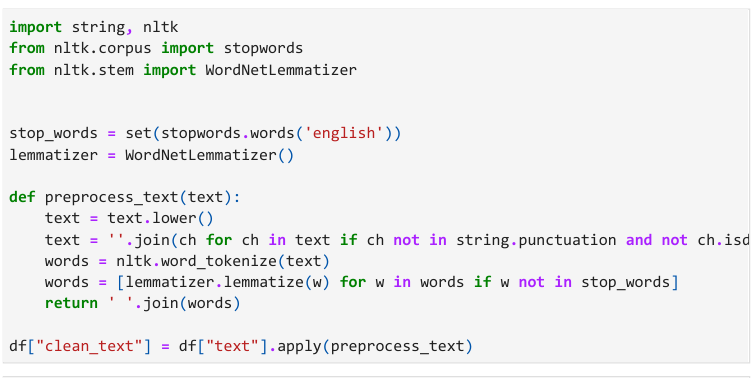 import string, nltk
from nltk.corpus import stopwords
from nltk.stem import WordNetLemmatizer
stop_words = set(stopwords.words('english'))
lemmatizer = WordNetLemmatizer()
def preprocess_text(text):
    text = text.lower()
    text = ''.join(ch for ch in text if ch not in string.punctuation and not ch.isd
    words = nltk.word_tokenize(text)
    words = [lemmatizer.lemmatize(w) for w in words if w not in stop_words]
    return ' '.join(words)
df["clean_text"] = df["text"].apply(preprocess_text)